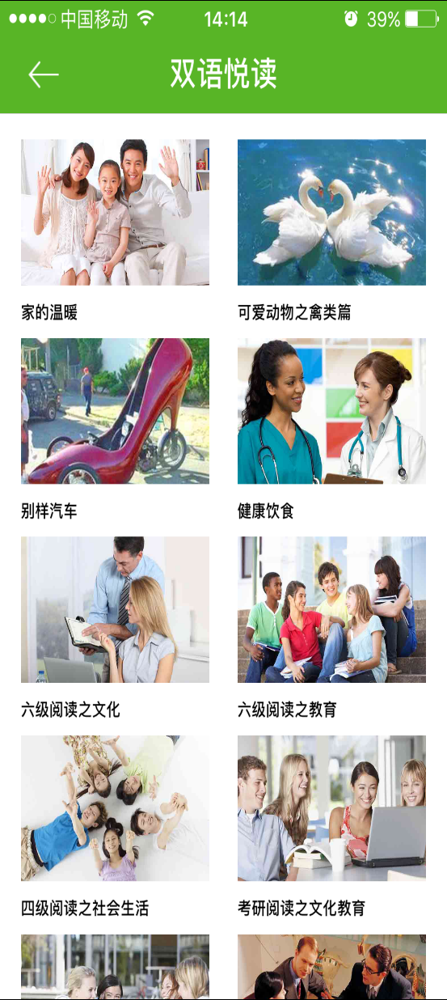 中国移动 14:14 39%
双语悦读
家的温暖 可爱动物之禽类篇
别样汽车 健康饮食
六级阅读之文化 六级阅读之教育
四级阅读之社会生活 考研阅读之文化教育